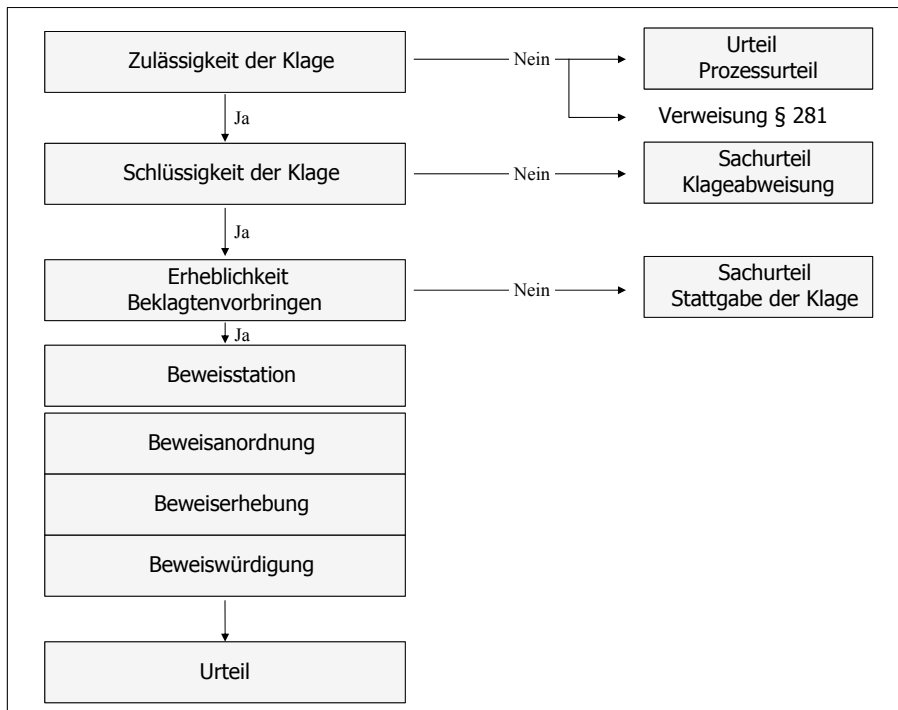 Zulässigkeit der Klage
Nein
Urteil
Prozessurteil
Verweisung § 281
Ja
Schlüssigkeit der Klage
Nein
Sachurteil
Klageabweisung
Ja
Erheblichkeit
Beklagtenvorbringen
Nein
Sachurteil
Stattgabe der Klage
Ja
Beweisstation
Beweisanordnung
Beweiserhebung
Beweiswürdigung
Urteil